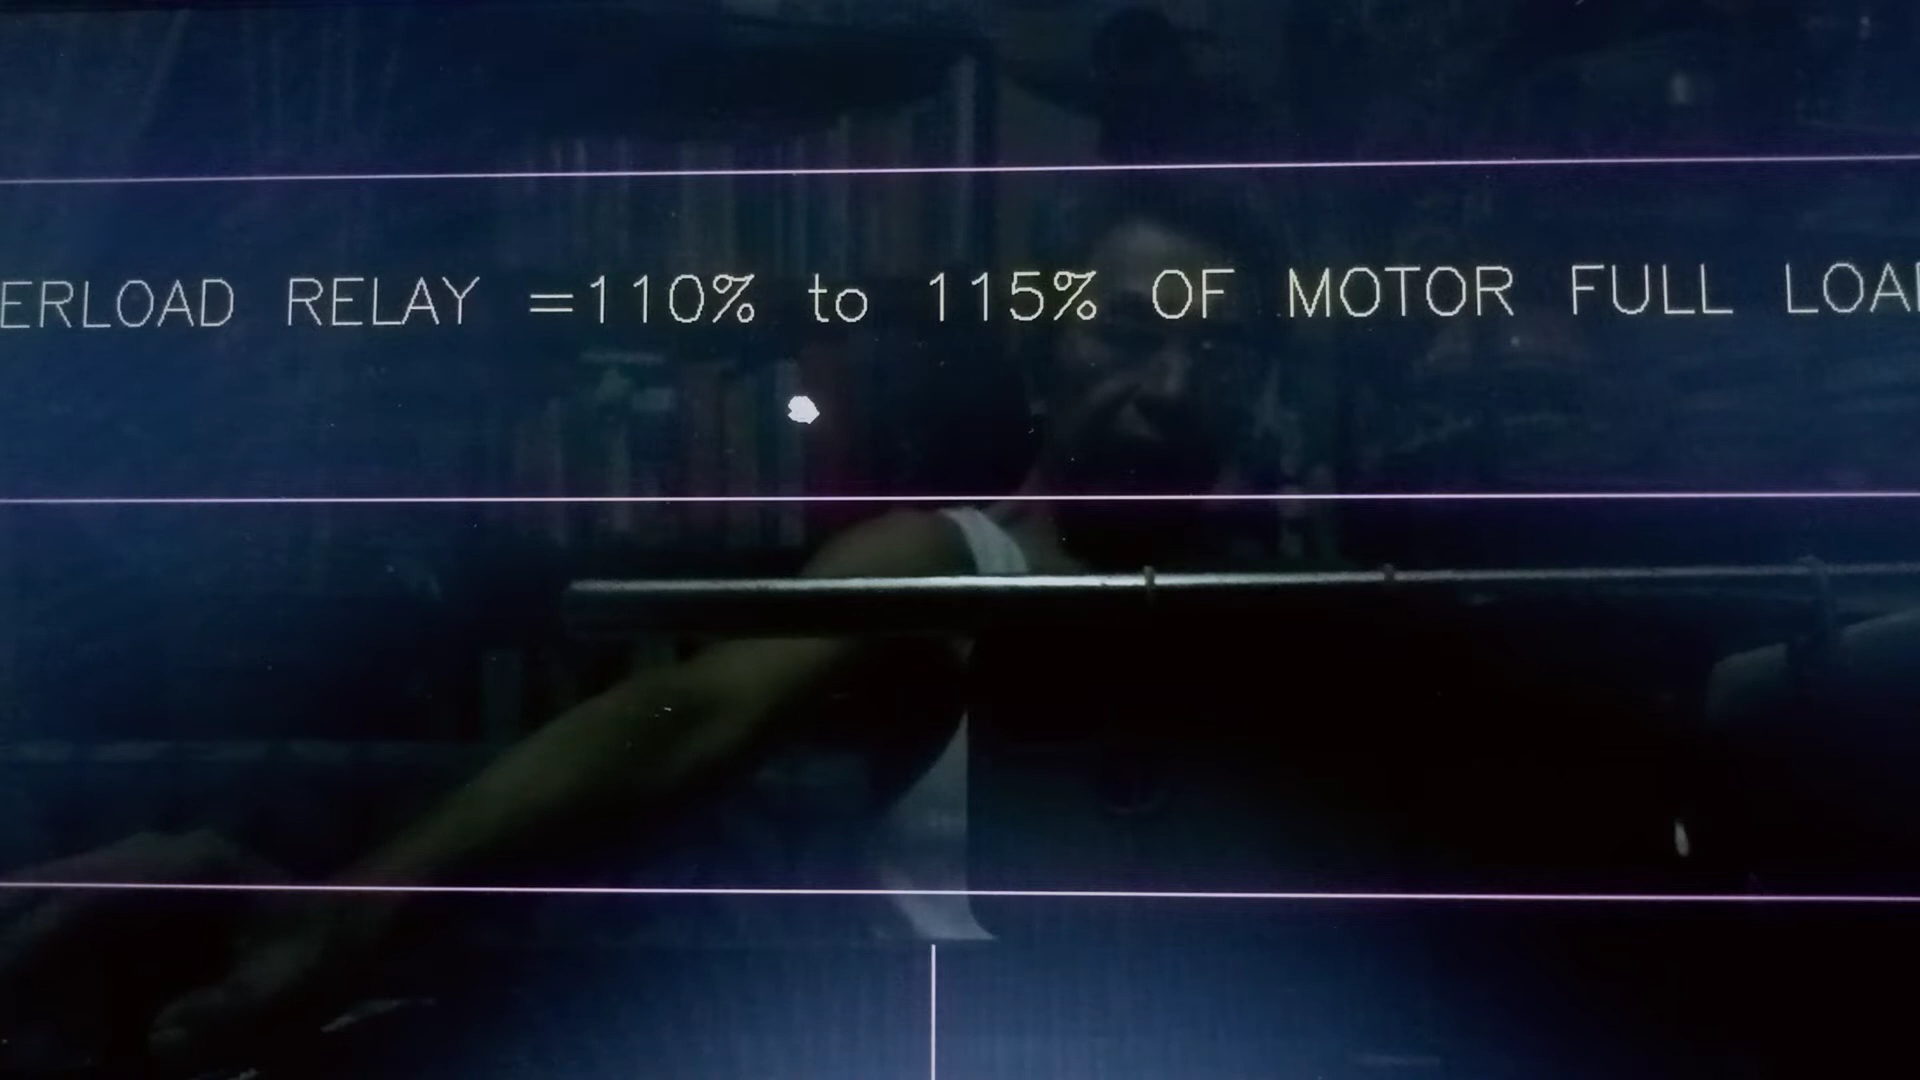 ERLOAD RELAY =110% to 115% OF MOTOR FULL LOA